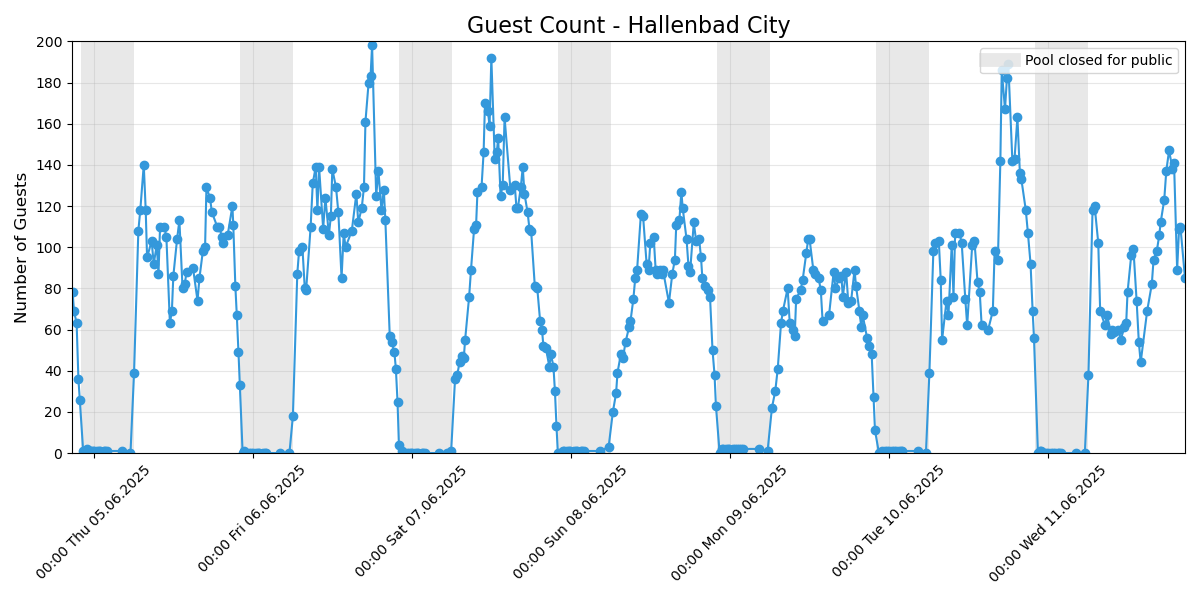 Guest Count - Hallenbad City
Pool closed for public
Number of Guests
200
180
160
140
120
100
80
60
40
20
0
00:00 Thu 05.06.2025
00:00 Fri 06.06.2025
00:00 Sat 07.06.2025
00:00 Sun 08.06.2025
00:00 Mon 09.06.2025
00:00 Tue 10.06.2025
00:00 Wed 11.06.2025